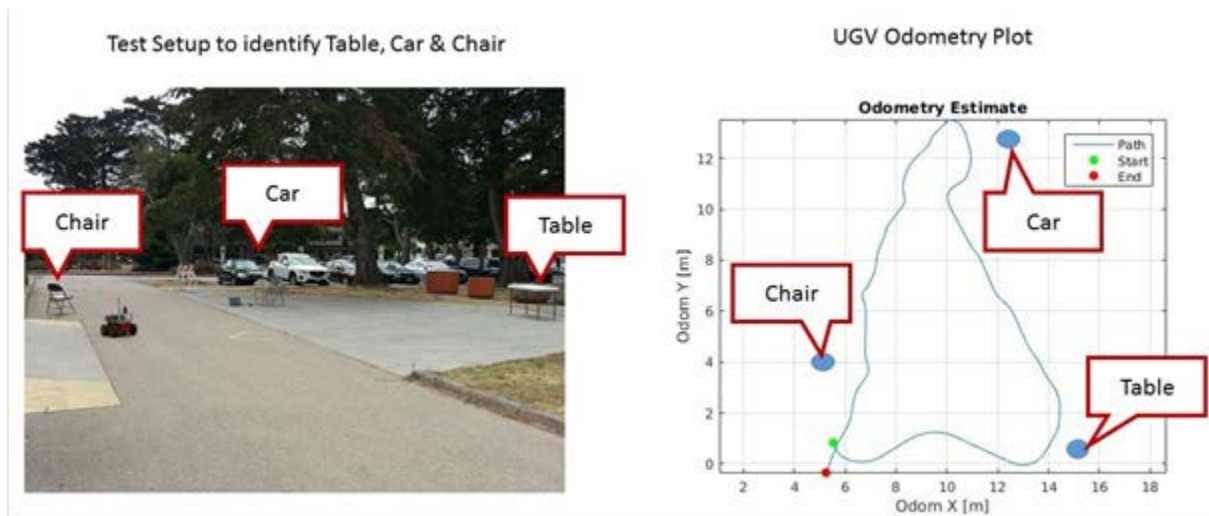 Test Setup to identify Table, Car & Chair
Chair
Car
Table
UGV Odometry Plot
Odometry Estimate
Path
Start
End
Car
Chair
Table
Odom Y [m]
12
10
8
6
4
2
0
2 4 6 8 10 12 14 16 18
Odom X [m]